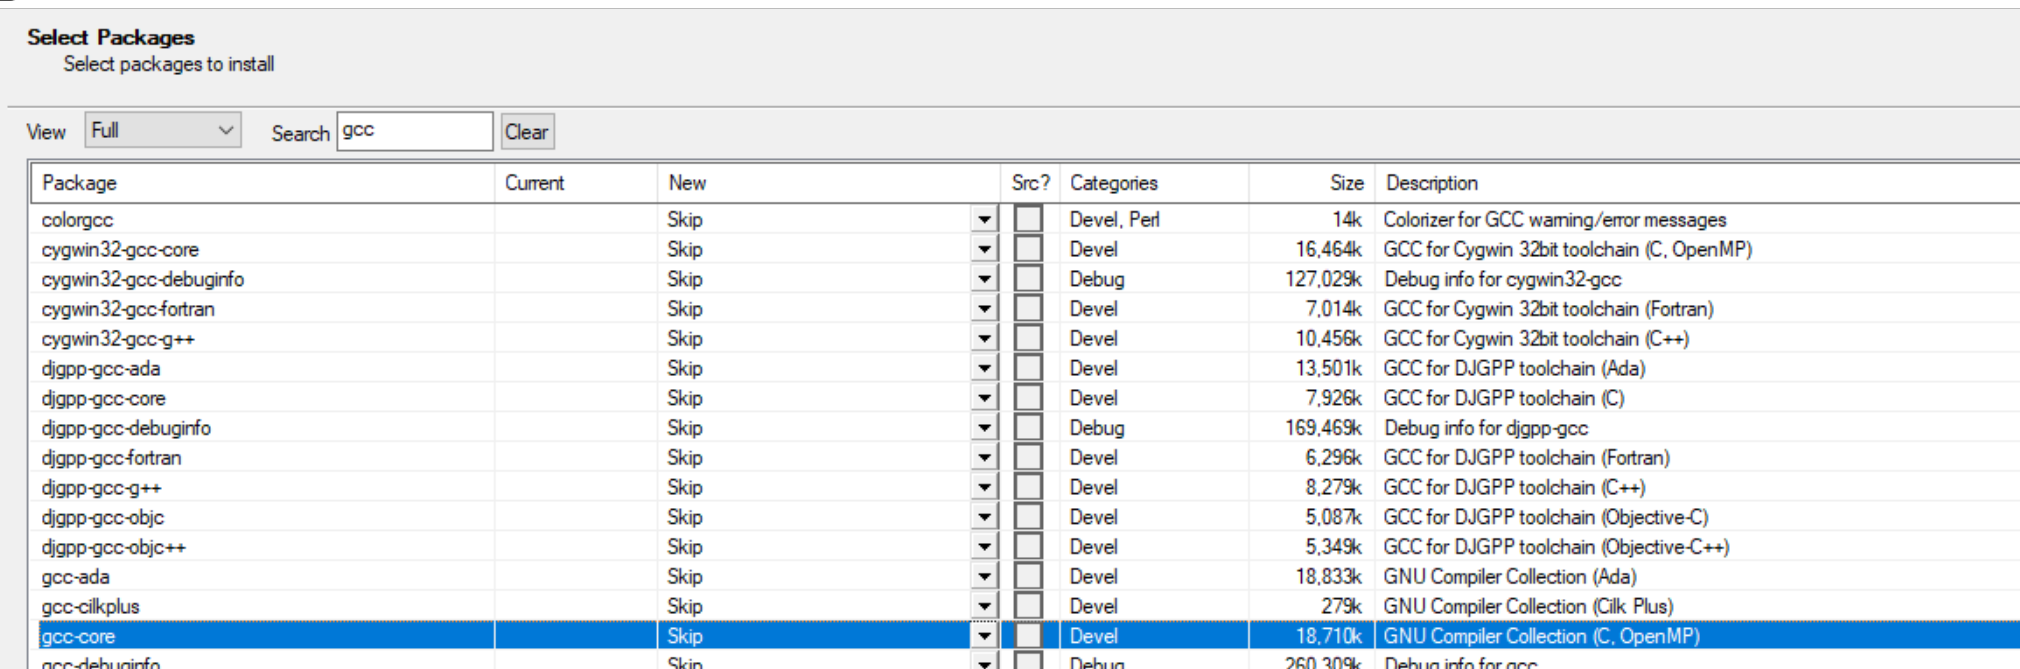 Select Packages
Select packages to install
View Full Search gcc Clear
Package Current New Src? Categories Size Description
colorgcc Skip Devel, Perl 14k Colorizer for GCC warning/error messages
cygwin32-gcc-core Skip Devel 16,464k GCC for Cygwin 32bit toolchain (C, OpenMP)
cygwin32-gcc-debuginfo Skip Debug 127,029k Debug info for cygwin32-gcc
cygwin32-gcc-fortran Skip Devel 7,014k GCC for Cygwin 32bit toolchain (Fortran)
cygwin32-gcc-g++ Skip Devel 10,456k GCC for Cygwin 32bit toolchain (C++)
djgpp-gcc-ada Skip Devel 13,501k GCC for DJGPP toolchain (Ada)
djgpp-gcc-core Skip Devel 7,926k GCC for DJGPP toolchain (C)
djgpp-gcc-debuginfo Skip Debug 169,469k Debug info for djgpp-gcc
djgpp-gcc-fortran Skip Devel 6,296k GCC for DJGPP toolchain (Fortran)
djgpp-gcc-g++ Skip Devel 8,279k GCC for DJGPP toolchain (C++)
djgpp-gcc-objc Skip Devel 5,087k GCC for DJGPP toolchain (Objective-C)
djgpp-gcc-objc++ Skip Devel 5,349k GCC for DJGPP toolchain (Objective-C++)
gcc-ada Skip Devel 18,833k GNU Compiler Collection (Ada)
gcc-cilkplus Skip Devel 279k GNU Compiler Collection (Cilk Plus)
gcc-core Skip Devel 18,710k GNU Compiler Collection (C, OpenMP)
gcc-debuginfo Skip Debug 260,309k Debug info for gcc